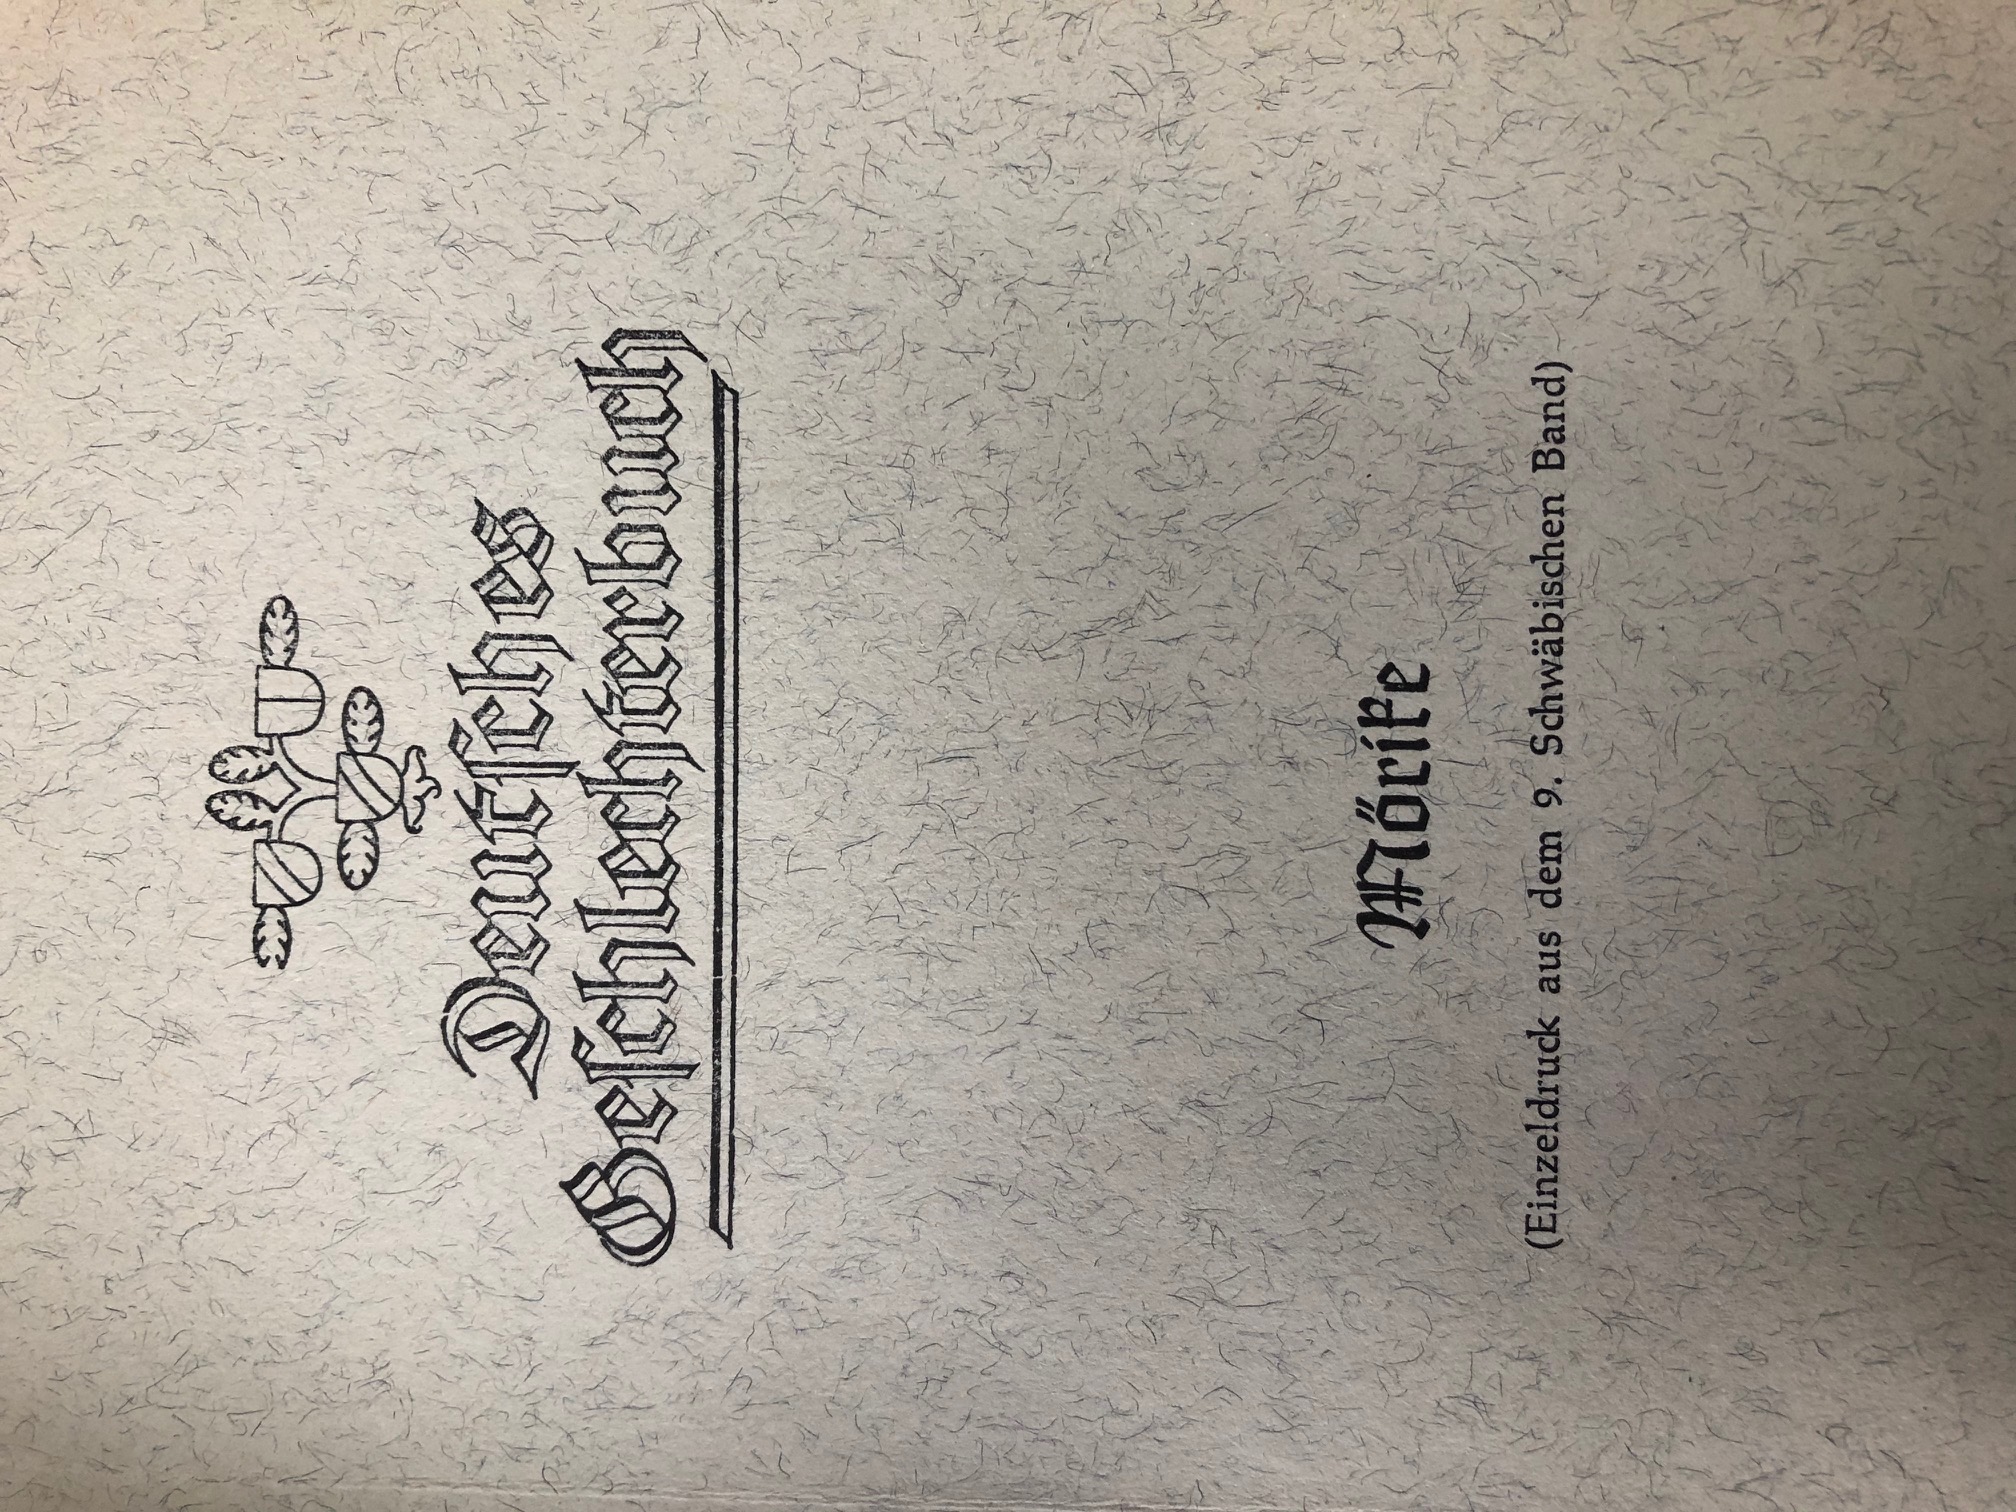 Deutſches
Geſchlechterbuch
Mörike
(Einzeldruck aus dem 9. Schwäbischen Band)